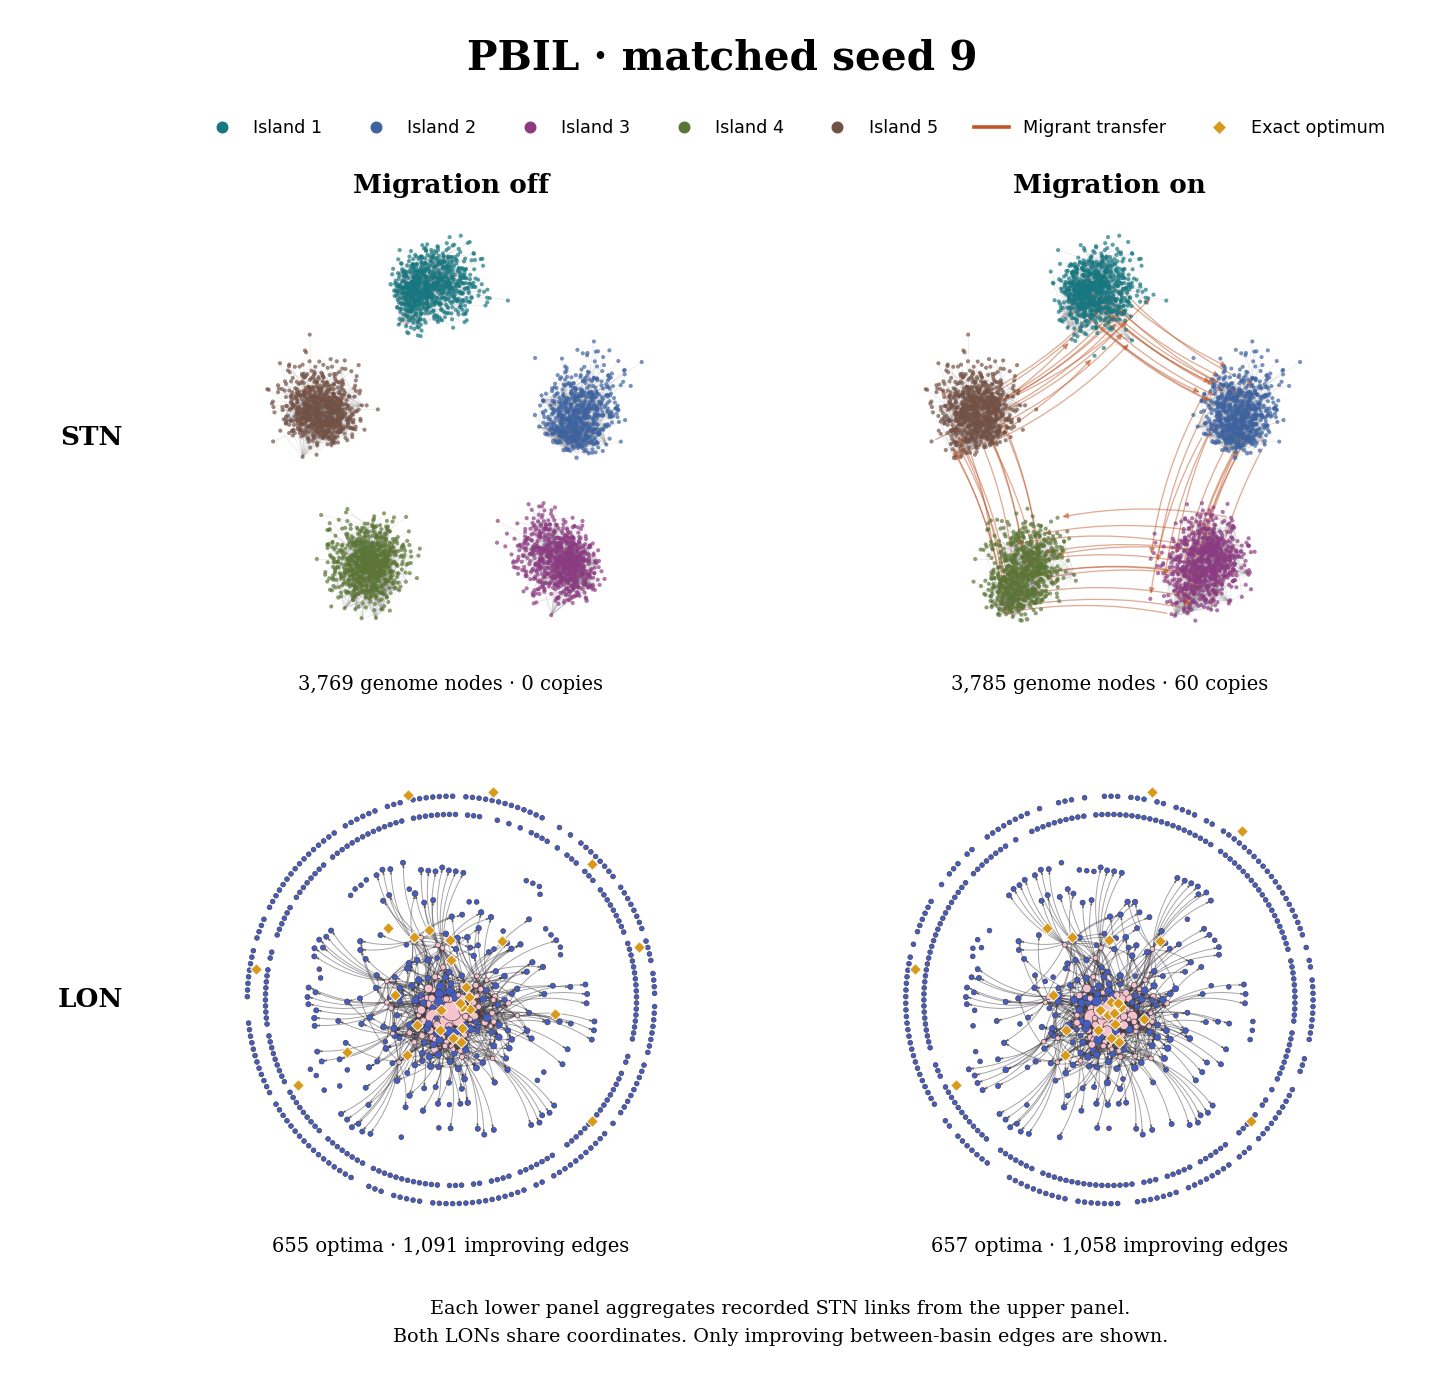 PBIL · matched seed 9
Island 1 Island 2 Island 3 Island 4 Island 5 Migrant transfer Exact optimum
Migration off Migration on
STN
3,769 genome nodes · 0 copies 3,785 genome nodes · 60 copies
LON
655 optima · 1,091 improving edges 657 optima · 1,058 improving edges
Each lower panel aggregates recorded STN links from the upper panel.
Both LONs share coordinates. Only improving between-basin edges are shown.